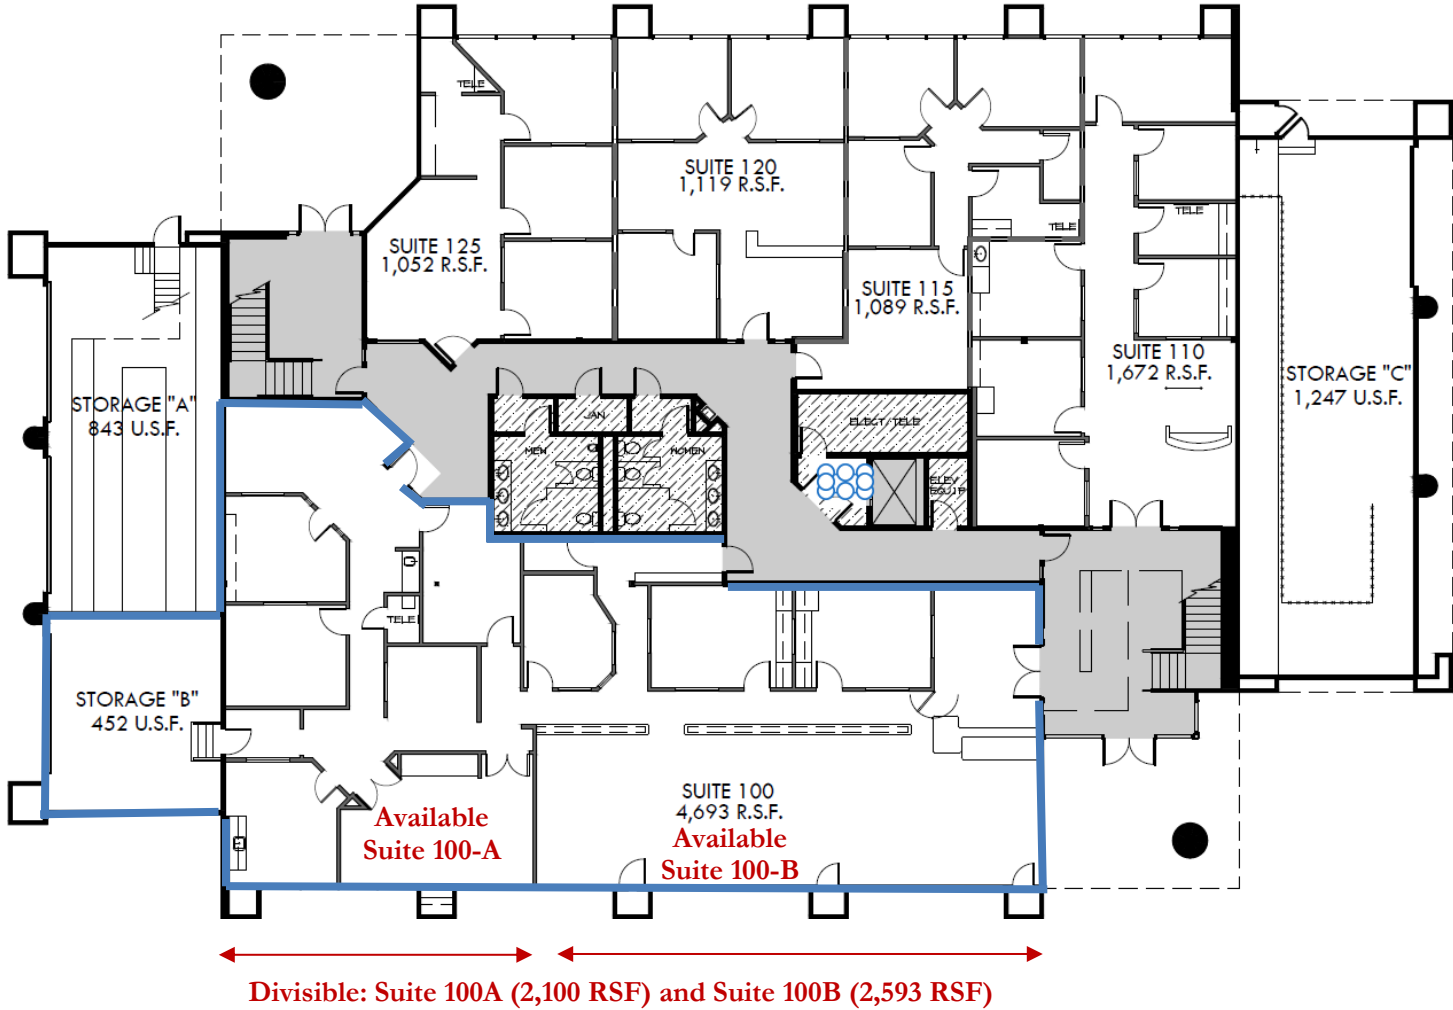 TELE
SUITE 120
1,119 R.S.F.
TELE
TELE
SUITE 125
1,052 R.S.F.
SUITE 115
1,089 R.S.F.
SUITE 110
1,672 R.S.F.
STORAGE "C"
1,247 U.S.F.
STORAGE "A"
843 U.S.F.
JAN
ELECT/TELE
MEN
WOMEN
ELEV
EQUIP
TELE
STORAGE "B"
452 U.S.F.
SUITE 100
4,693 R.S.F.
Available
Suite 100-A
Available
Suite 100-B
Divisible: Suite 100A (2,100 RSF) and Suite 100B (2,593 RSF)